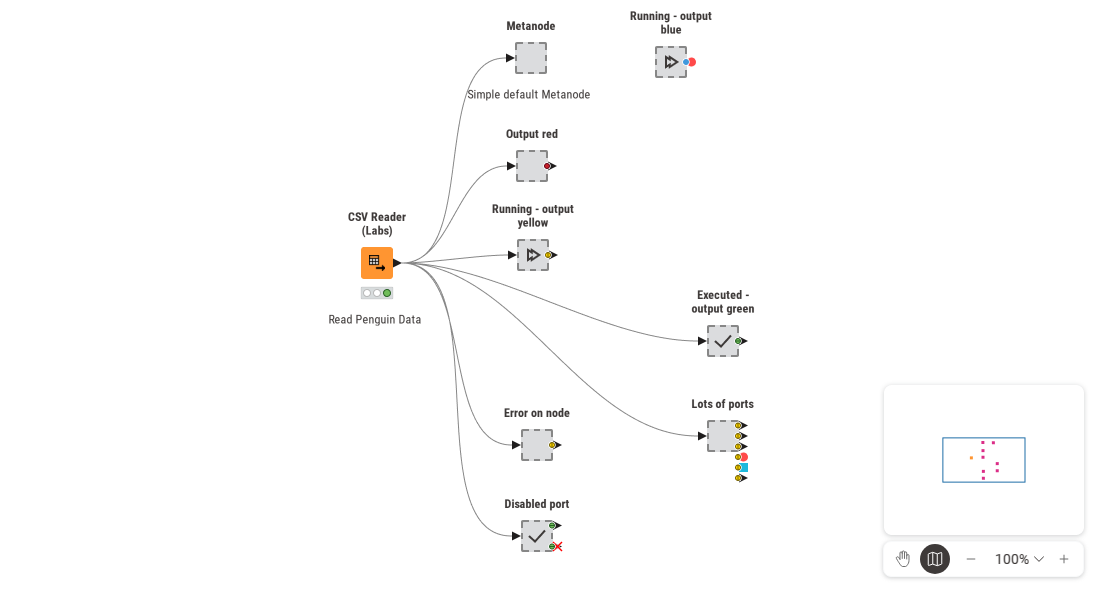 Metanode
Simple default Metanode
Running - output
blue
Output red
Running - output
yellow
CSV Reader
(Labs)
Read Penguin Data
Executed -
output green
Error on node
Lots of ports
Disabled port
100%